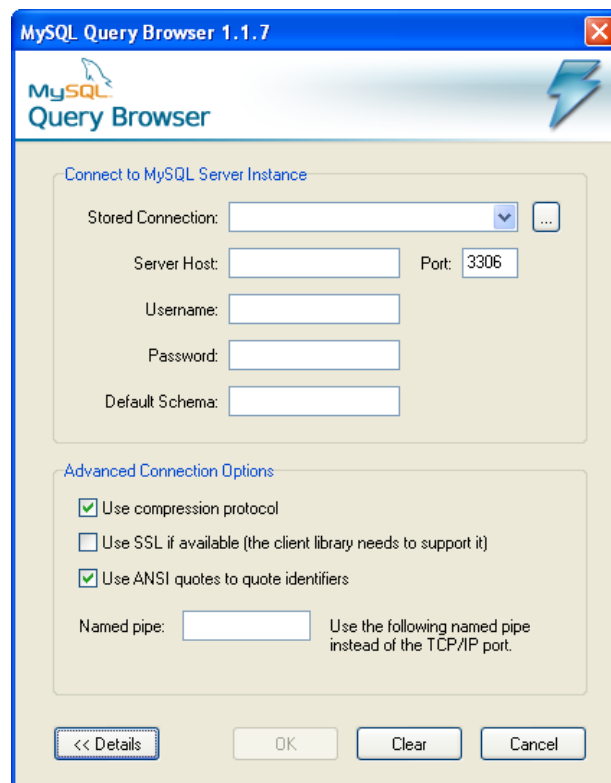 MySQL Query Browser 1.1.7
MySQL
Query Browser
Connect to MySQL Server Instance
Stored Connection:
...
Server Host:
Port: 3306
Username:
Password:
Default Schema:
Advanced Connection Options
Use compression protocol
Use SSL if available (the client library needs to support it)
Use ANSI quotes to quote identifiers
Named pipe:
Use the following named pipe
instead of the TCP/IP port.
<< Details
OK
Clear
Cancel